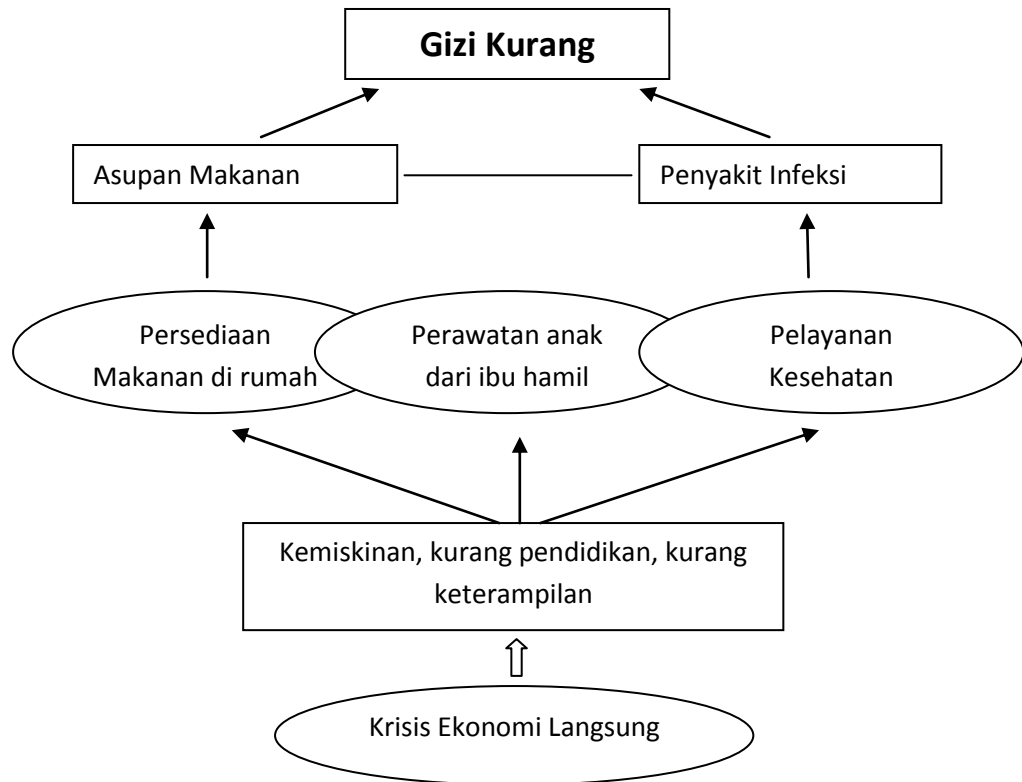 Gizi Kurang
Asupan Makanan
Penyakit Infeksi
Persediaan
Makanan di rumah
Perawatan anak
dari ibu hamil
Pelayanan
Kesehatan
Kemiskinan, kurang pendidikan, kurang
keterampilan
Krisis Ekonomi Langsung